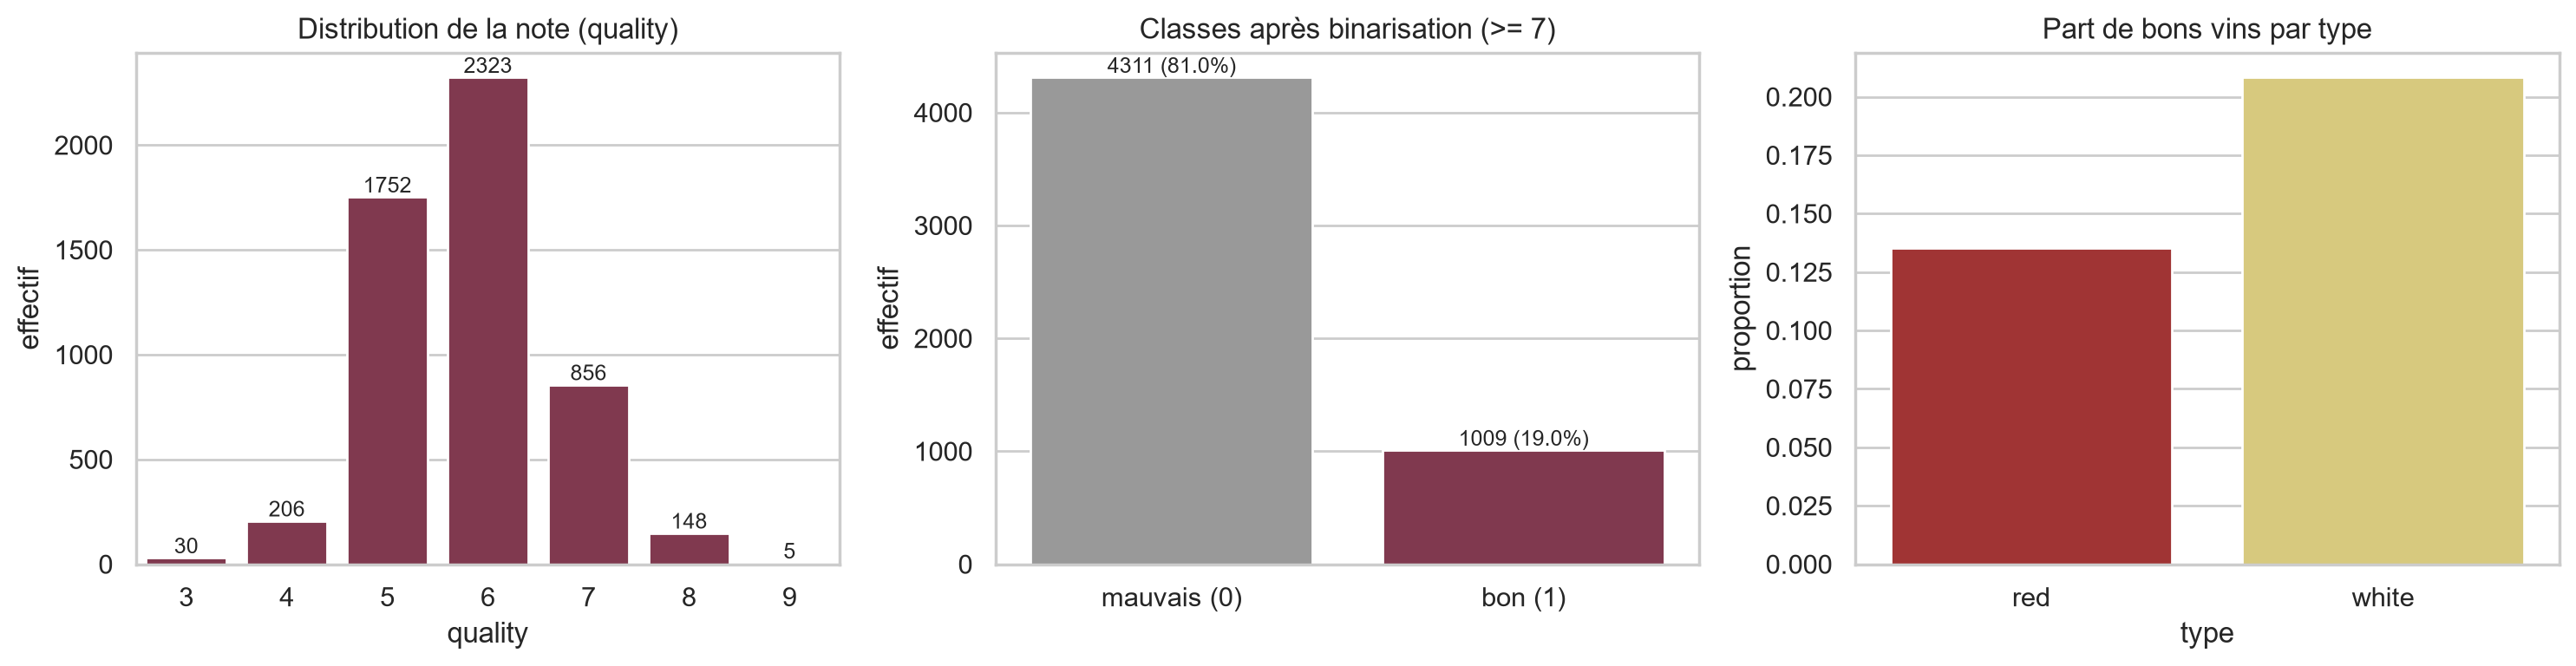 Distribution de la note (quality)
effectif
2000
1500
1000
500
0
30
206
1752
2323
856
148
5
3 4 5 6 7 8 9
quality
Classes après binarisation (>= 7)
effectif
4000
3000
2000
1000
0
4311 (81.0%)
1009 (19.0%)
mauvais (0) bon (1)
Part de bons vins par type
proportion
0.200
0.175
0.150
0.125
0.100
0.075
0.050
0.025
0.000
red white
type